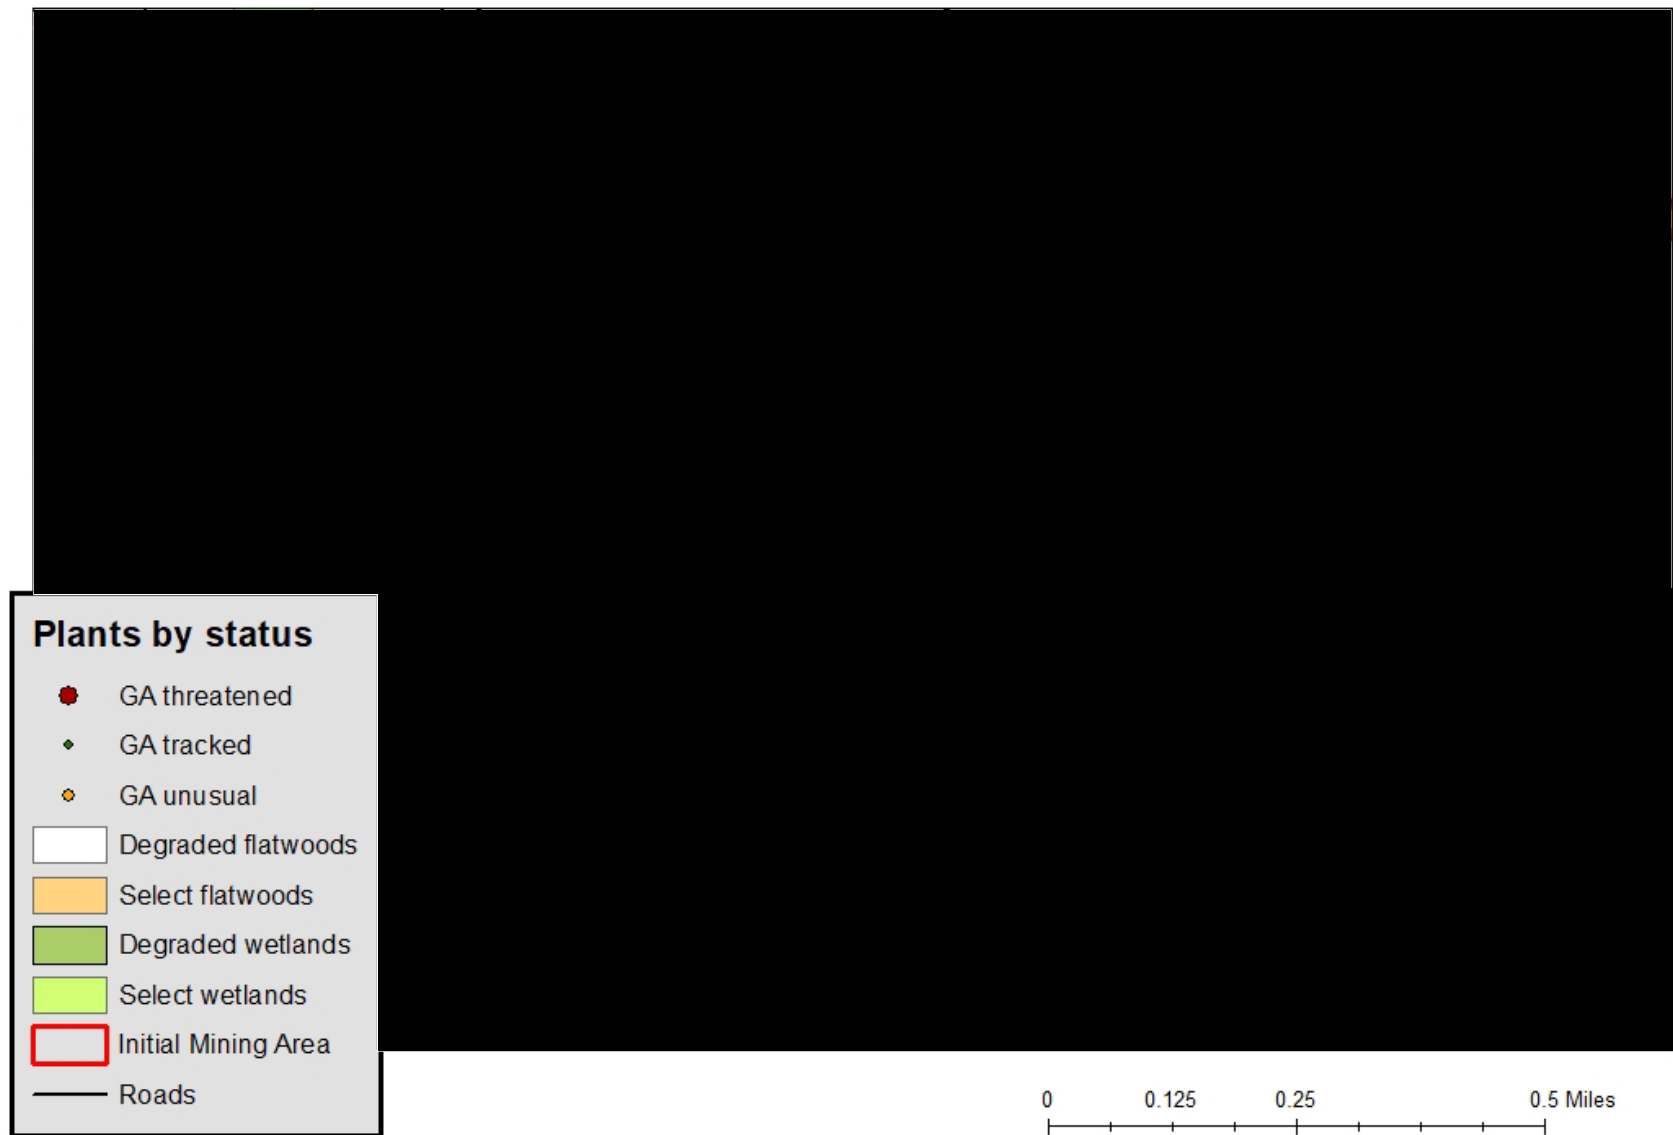 Plants by status
GA threatened
GA tracked
GA unusual
Degraded flatwoods
Select flatwoods
Degraded wetlands
Select wetlands
Initial Mining Area
Roads
0 0.125 0.25 0.5 Miles